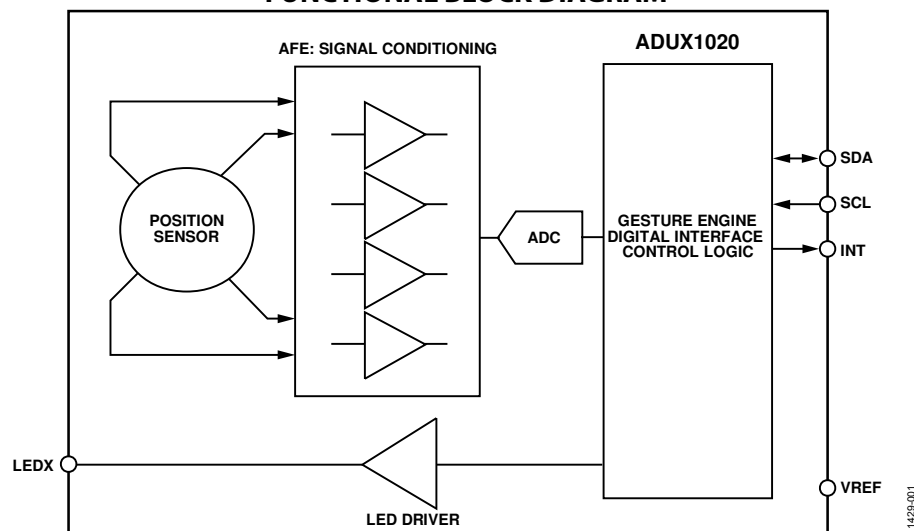 FUNCTIONAL BLOCK DIAGRAM
AFE: SIGNAL CONDITIONING
ADUX1020
POSITION
SENSOR
ADC
GESTURE ENGINE
DIGITAL INTERFACE
CONTROL LOGIC
SDA
SCL
INT
LEDX
LED DRIVER
VREF
1429-001